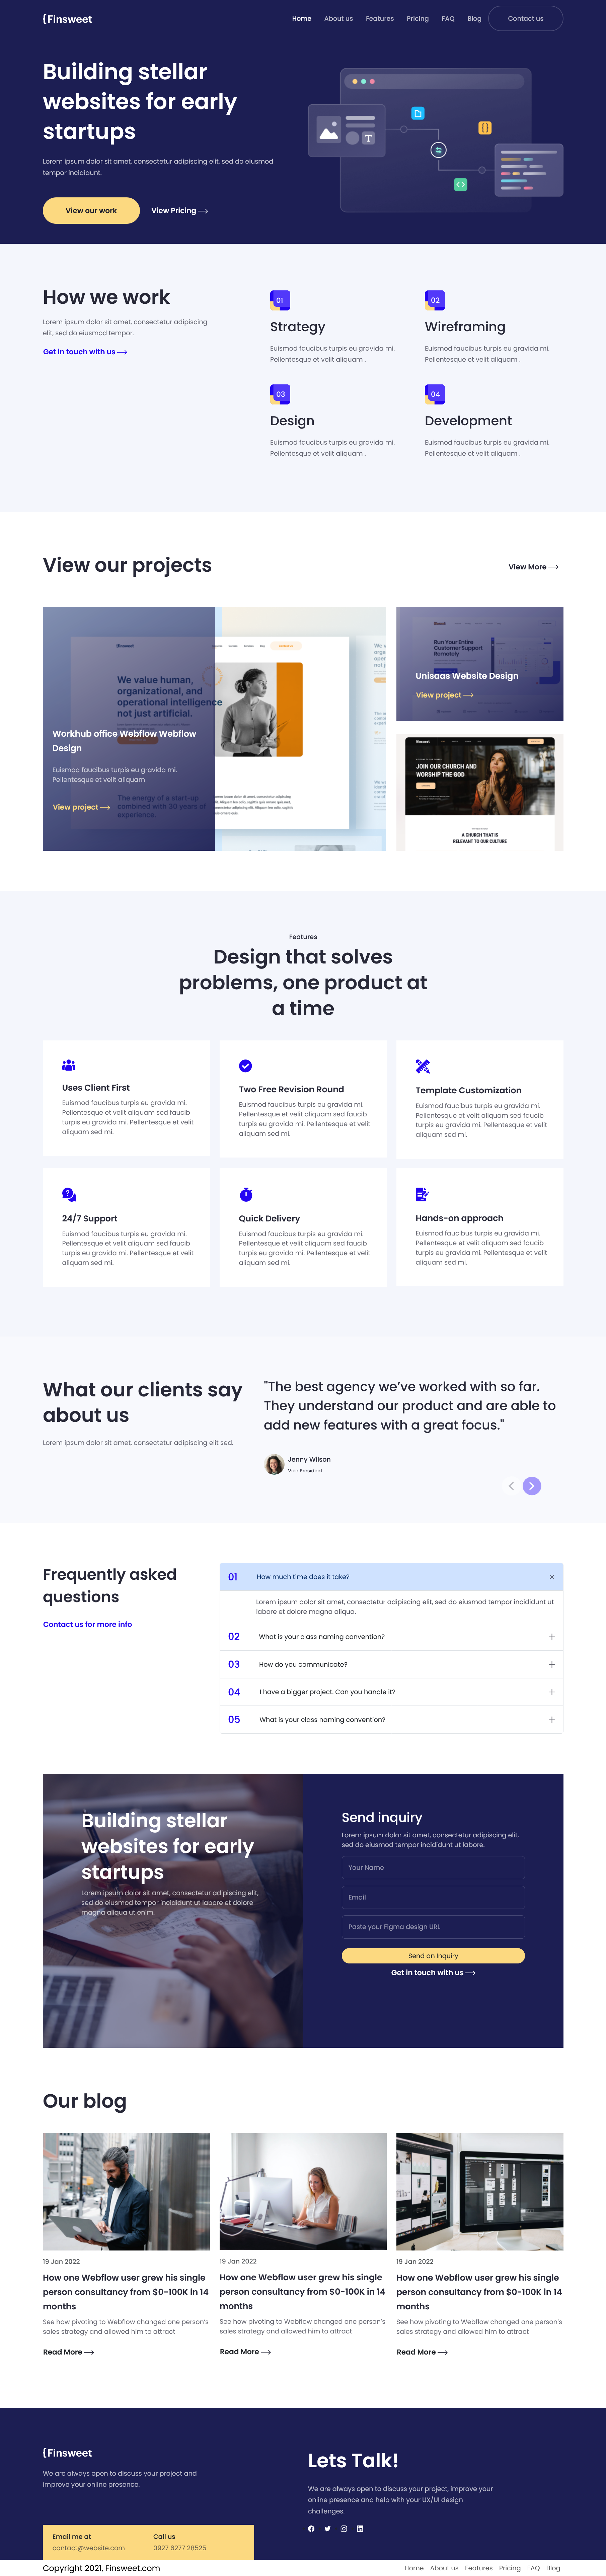 {Finsweet
Home About us Features Pricing FAQ Blog Contact us
Building stellar
websites for early
startups
Lorem ipsum dolor sit amet, consectetur adipiscing elit, sed do eiusmod
tempor incididunt.
View our work View Pricing
How we work
Lorem ipsum dolor sit amet, consectetur adipiscing
elit, sed do eiusmod tempor.
Get in touch with us
01
Strategy
Euismod faucibus turpis eu gravida mi.
Pellentesque et velit aliquam .
02
Wireframing
Euismod faucibus turpis eu gravida mi.
Pellentesque et velit aliquam .
03
Design
Euismod faucibus turpis eu gravida mi.
Pellentesque et velit aliquam .
04
Development
Euismod faucibus turpis eu gravida mi.
Pellentesque et velit aliquam .
View our projects
View More
We value human,
organizational, and
operational intelligence
not just artificial.
Workhub office Webflow Webflow
Design
Euismod faucibus turpis eu gravida mi.
Pellentesque et velit aliquam
View project
The energy of a start-up
combined with 30 years of
experience.
Run Your Entire
Customer Support
Remotely
Unisaas Website Design
View project
JOIN OUR CHURCH AND
WORSHIP THE GOD
A CHURCH THAT IS
RELEVANT TO OUR CULTURE
Features
Design that solves
problems, one product at
a time
Uses Client First
Euismod faucibus turpis eu gravida mi.
Pellentesque et velit aliquam sed faucib
turpis eu gravida mi. Pellentesque et velit
aliquam sed mi.
Two Free Revision Round
Euismod faucibus turpis eu gravida mi.
Pellentesque et velit aliquam sed faucib
turpis eu gravida mi. Pellentesque et velit
aliquam sed mi.
Template Customization
Euismod faucibus turpis eu gravida mi.
Pellentesque et velit aliquam sed faucib
turpis eu gravida mi. Pellentesque et velit
aliquam sed mi.
24/7 Support
Euismod faucibus turpis eu gravida mi.
Pellentesque et velit aliquam sed faucib
turpis eu gravida mi. Pellentesque et velit
aliquam sed mi.
Quick Delivery
Euismod faucibus turpis eu gravida mi.
Pellentesque et velit aliquam sed faucib
turpis eu gravida mi. Pellentesque et velit
aliquam sed mi.
Hands-on approach
Euismod faucibus turpis eu gravida mi.
Pellentesque et velit aliquam sed faucib
turpis eu gravida mi. Pellentesque et velit
aliquam sed mi.
What our clients say
about us
Lorem ipsum dolor sit amet, consectetur adipiscing elit sed.
"The best agency we've worked with so far.
They understand our product and are able to
add new features with a great focus."
Jenny Wilson
Vice President
Frequently asked
questions
Contact us for more info
01 How much time does it take?
Lorem ipsum dolor sit amet, consectetur adipiscing elit, sed do eiusmod tempor incididunt ut
labore et dolore magna aliqua.
02 What is your class naming convention?
03 How do you communicate?
04 I have a bigger project. Can you handle it?
05 What is your class naming convention?
Building stellar
websites for early
startups
Lorem ipsum dolor sit amet, consectetur adipiscing elit,
sed do eiusmod tempor incididunt ut labore et dolore
magna aliqua ut enim.
Send inquiry
Lorem ipsum dolor sit amet, consectetur adipiscing elit,
sed do eiusmod tempor incididunt ut labore.
Your Name
Email
Paste your Figma design URL
Send an Inquiry
Get in touch with us
Our blog
19 Jan 2022
How one Webflow user grew his single
person consultancy from $0-100K in 14
months
See how pivoting to Webflow changed one person's
sales strategy and allowed him to attract
Read More
19 Jan 2022
How one Webflow user grew his single
person consultancy from $0-100K in 14
months
See how pivoting to Webflow changed one person's
sales strategy and allowed him to attract
Read More
19 Jan 2022
How one Webflow user grew his single
person consultancy from $0-100K in 14
months
See how pivoting to Webflow changed one person's
sales strategy and allowed him to attract
Read More
{Finsweet
We are always open to discuss your project and
improve your online presence.
Email me at
contact@website.com
Call us
0927 6277 28525
Lets Talk!
We are always open to discuss your project, improve your
online presence and help with your UX/UI design
challenges.
Copyright 2021, Finsweet.com
Home About us Features Pricing FAQ Blog